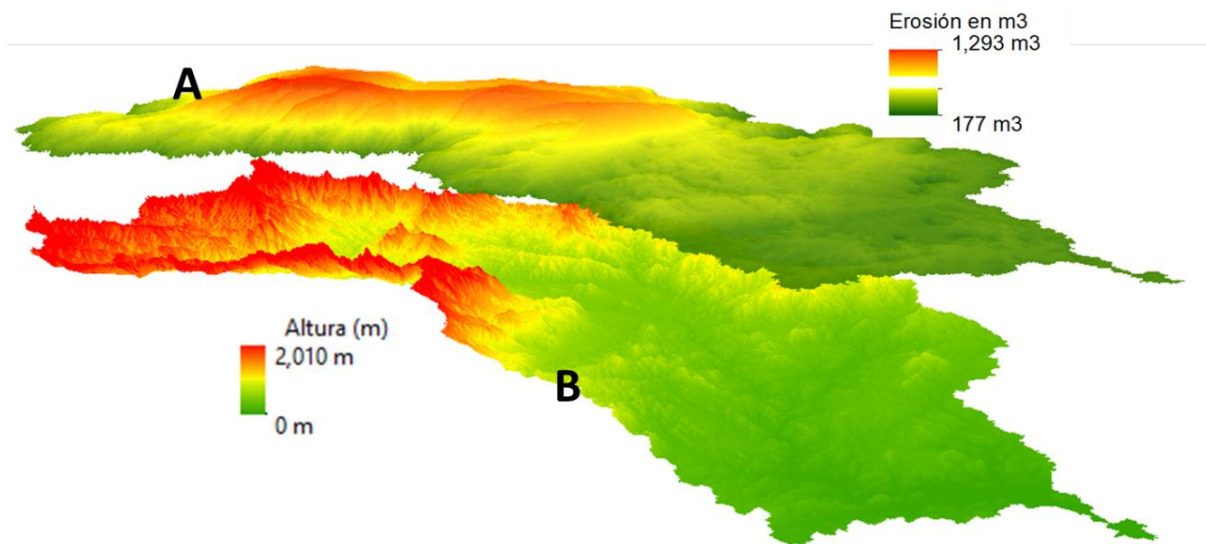 Erosión en m3
1,293 m3
177 m3
A
Altura (m)
2,010 m
0 m
B